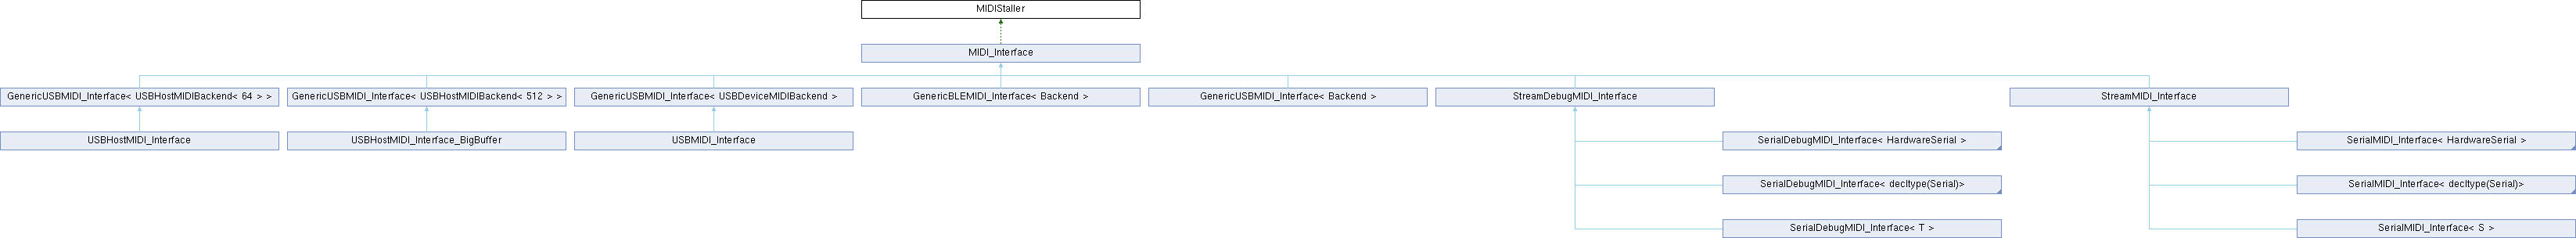 MIDIStaller
MIDI_Interface
GenericUSBMIDI_Interface< USBHostMIDIBackend< 64 > >
GenericUSBMIDI_Interface< USBHostMIDIBackend< 512 > >
GenericUSBMIDI_Interface< USBDeviceMIDIBackend >
GenericBLEMIDI_Interface< Backend >
GenericUSBMIDI_Interface< Backend >
StreamDebugMIDI_Interface
StreamMIDI_Interface
USBHostMIDI_Interface
USBHostMIDI_Interface_BigBuffer
USBMIDI_Interface
SerialDebugMIDI_Interface< HardwareSerial >
SerialMIDI_Interface< HardwareSerial >
SerialDebugMIDI_Interface< decltype(Serial)>
SerialMIDI_Interface< decltype(Serial)>
SerialDebugMIDI_Interface< T >
SerialMIDI_Interface< S >